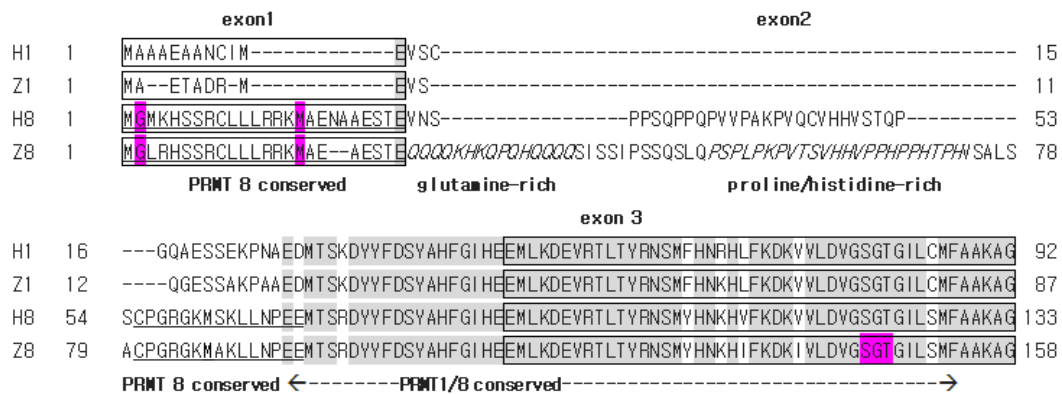 exon1 exon2
H1 1 MAAAEAANCIM-------------EVSC---------------------------------------------------- 15
Z1 1 MA--ETADR-M-------------EVS----------------------------------------------------- 11
H8 1 MGMKHSSRCLLLRRKMAENAAESTEVNS-----------------PPSQPPQPVVPAKPVQCVHHVSTQP---------- 53
Z8 1 MGLRHSSRCLLLRRKMAE--AESTEQQQQKHKQPQHQQQQSISSIPSSQSLQPSPLPKPVTSVHHVPPHPPHTPHVSALS 78
PRMT 8 conserved glutamine-rich proline/histidine-rich
exon 3
H1 16 ---GQAESSEKPNAEDMTSKDYYFDSYAHFGIHEEMLKDEVRTLTYRNSMFHNRHLFKDKVVLDVGSGTGILCMFAAKAG 92
Z1 12 ----QGESSAKPAAEDMTSKDYYFDSYAHFGIHEEMLKDEVRTLTYRNSMFHNKHLFKDKVVLDVGSGTGILCMFAAKAG 87
H8 54 SCPGRGKMSKLLNPEEMTSRDYYFDSYAHFGIHEEMLKDEVRTLTYRNSMYHNKHVFKDKVVLDVGSGTGILSMFAAKAG 133
Z8 79 ACPGRGKMAKLLNPEEMTSRDYYFDSYAHFGIHEEMLKDEVRTLTYRNSMYHNKHIFKDKIVLDVGSGTGILSMFAAKAG 158
PRMT 8 conserved ←--------PRMT1/8 conserved-----------------------------→